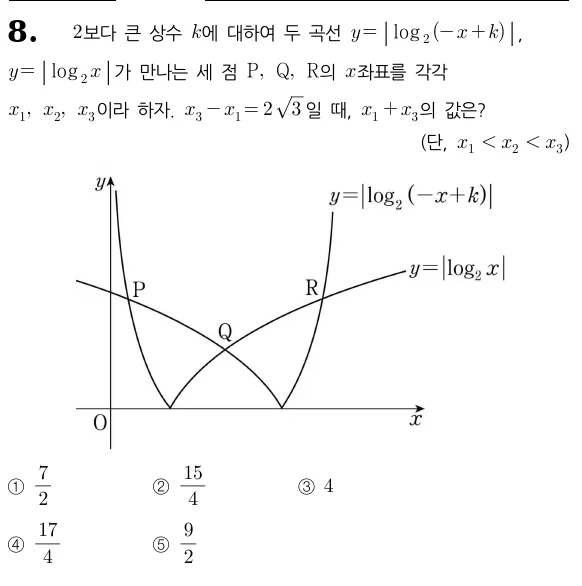 8. 2보다 큰 상수 k에 대하여 두 곡선 y=|log₂(-x+k)|,
y=|log₂x|가 만나는 세 점 P, Q, R의 x좌표를 각각
x₁, x₂, x₃이라 하자. x₃-x₁=2√3일 때, x₁+x₃의 값은?
(단, x₁<x₂<x₃)
y
y=|log₂(-x+k)|
y=|log₂x|
P
R
Q
O
x
① 7/2 ② 15/4 ③ 4
④ 17/4 ⑤ 9/2